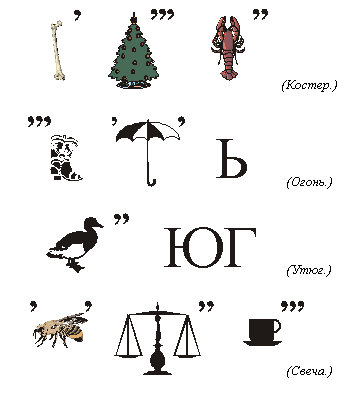 ’ ’’’ ’’
(Костер.)
’’’ ’ ’ Ь
(Огонь.)
’’ ЮГ
(Утюг.)
’ ’ ’’ ’’’
(Свеча.)